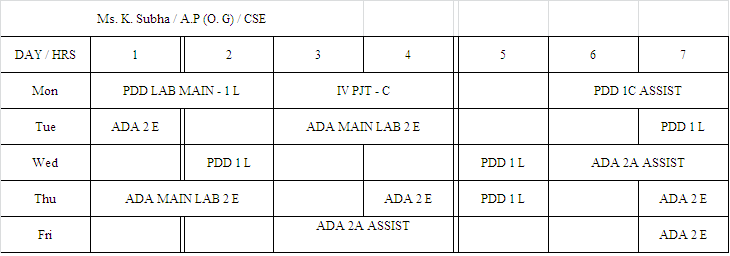 Ms. K. Subha / A.P (O. G) / CSE
DAY / HRS 1 2 3 4 5 6 7
Mon PDD LAB MAIN - 1 L IV PJT - C PDD 1C ASSIST
Tue ADA 2 E ADA MAIN LAB 2 E PDD 1 L
Wed PDD 1 L PDD 1 L ADA 2A ASSIST
Thu ADA MAIN LAB 2 E ADA 2 E PDD 1 L ADA 2 E
Fri ADA 2A ASSIST ADA 2 E